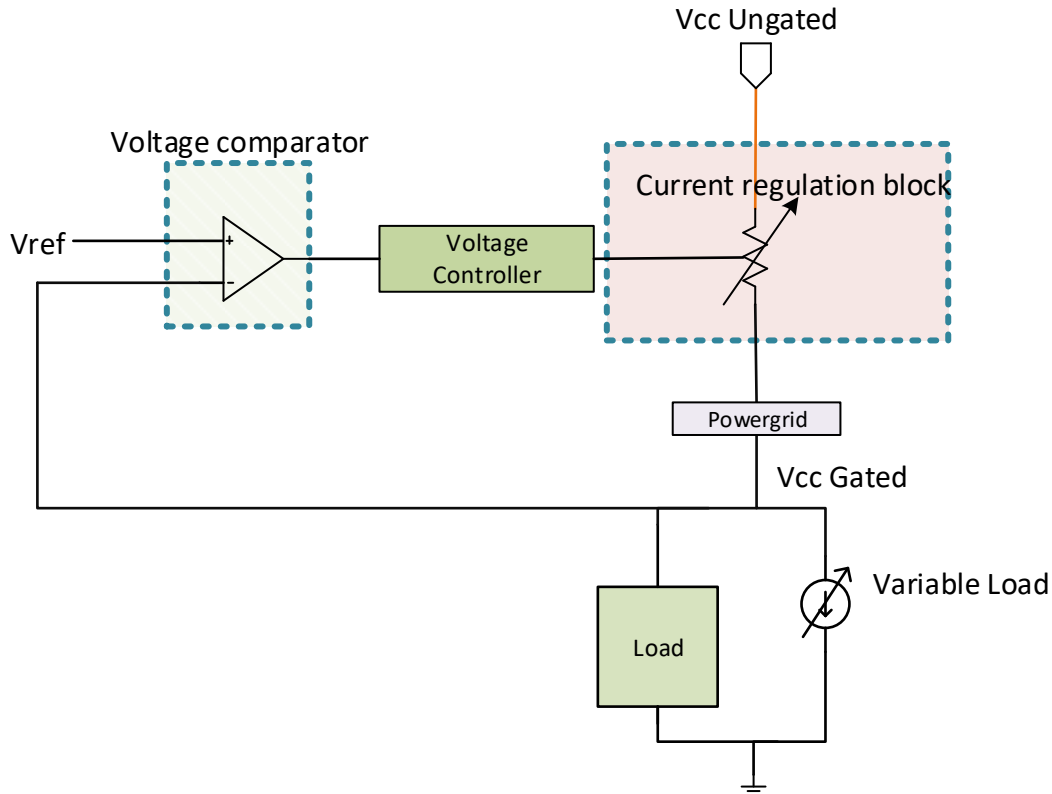 Vcc Ungated
Voltage comparator
Current regulation block
Vref
+
-
Voltage
Controller
Powergrid
Vcc Gated
Variable Load
Load